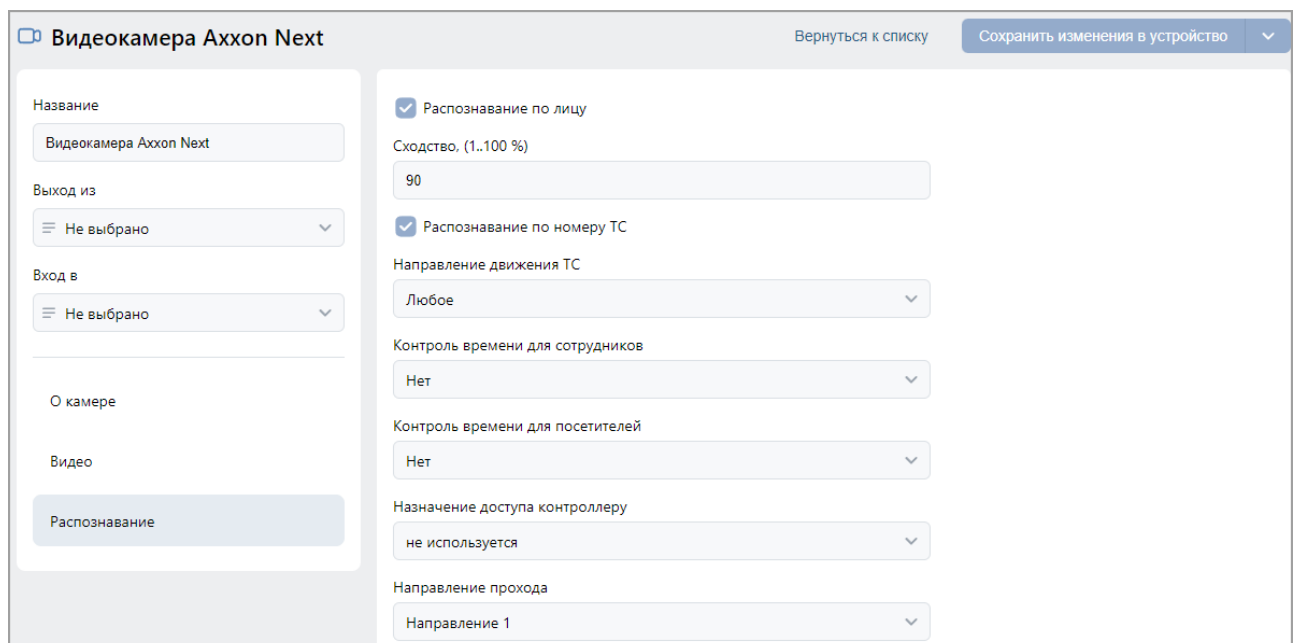 Видеокамера Axxon Next
Вернуться к списку
Сохранить изменения в устройство
Название
Видеокамера Axxon Next
Выход из
Не выбрано
Вход в
Не выбрано
О камере
Видео
Распознавание
Распознавание по лицу
Сходство, (1..100 %)
90
Распознавание по номеру ТС
Направление движения ТС
Любое
Контроль времени для сотрудников
Нет
Контроль времени для посетителей
Нет
Назначение доступа контроллеру
не используется
Направление прохода
Направление 1